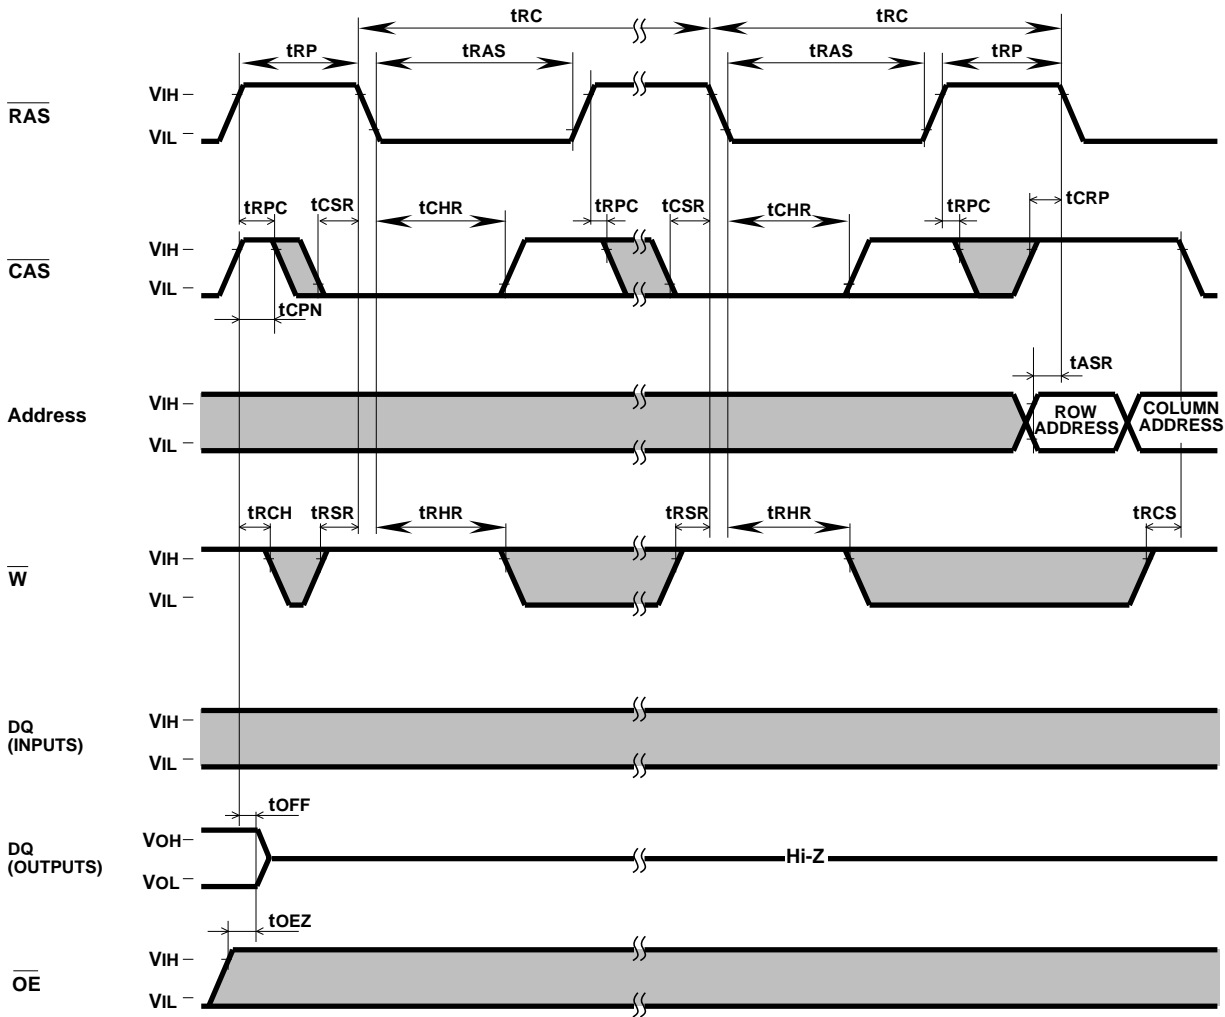 tRC tRC
tRP tRAS tRAS tRP
RAS
VIH
VIL
tRPC tCSR tCHR tRPC tCSR tCHR tRPC tCRP
CAS
VIH
VIL
tCPN
tASR
Address
VIH
VIL
ROW
ADDRESS
COLUMN
ADDRESS
tRCH tRSR tRHR tRSR tRHR tRCS
W
VIH
VIL
DQ
(INPUTS)
VIH
VIL
tOFF
DQ
(OUTPUTS)
VOH
VOL
Hi-Z
tOEZ
OE
VIH
VIL